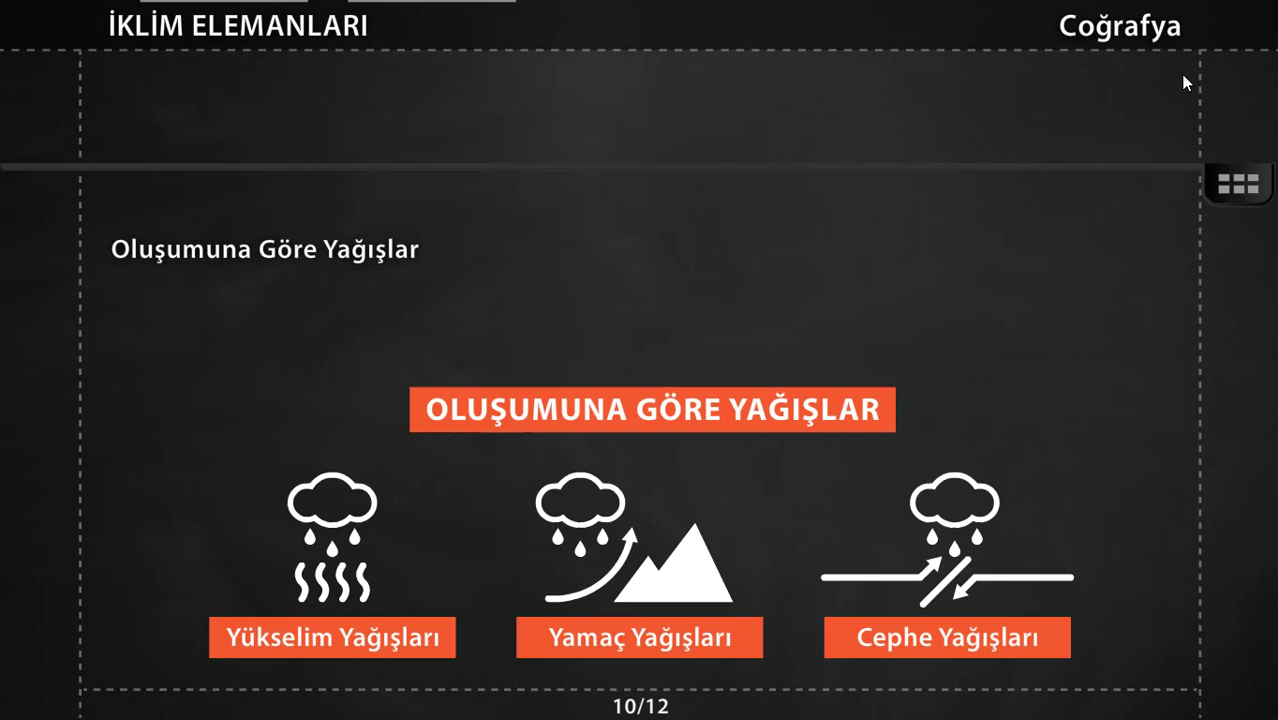 İKLİM ELEMANLARI
Coğrafya
Oluşumuna Göre Yağışlar
OLUŞUMUNA GÖRE YAĞIŞLAR
Yükselim Yağışları
Yamaç Yağışları
Cephe Yağışları
10/12